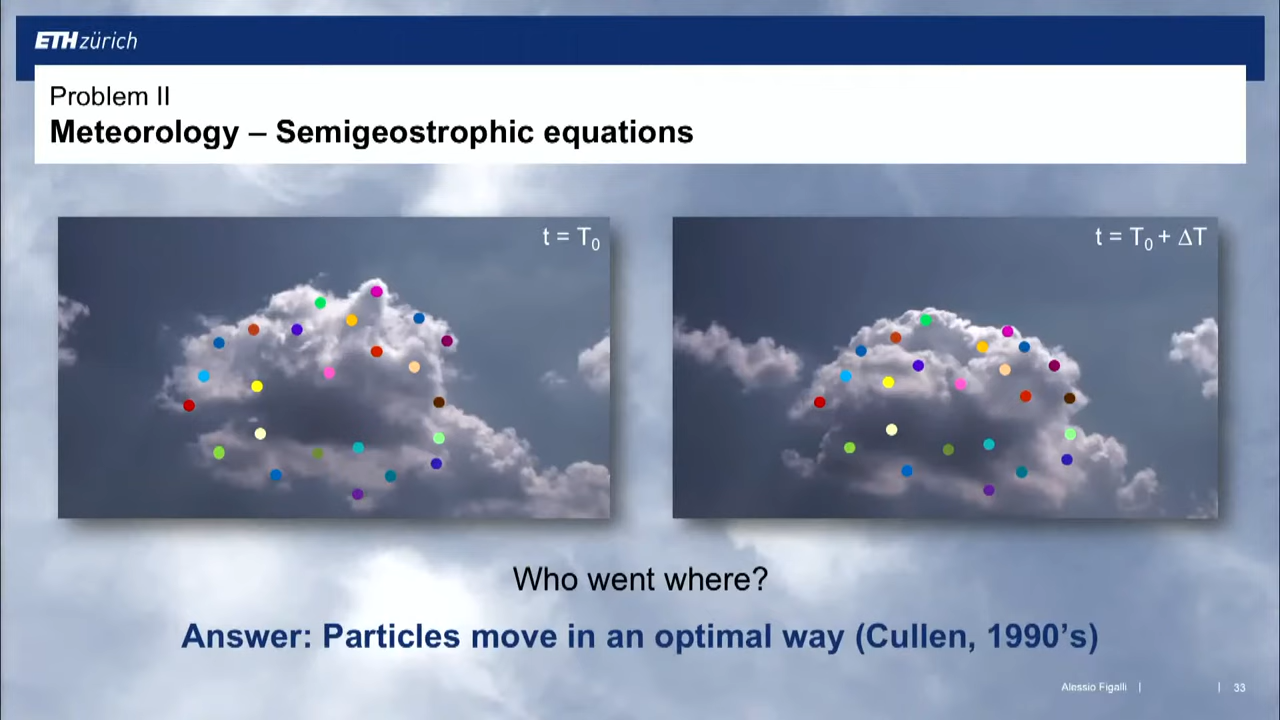 ETH zürich
Problem II
Meteorology – Semigeostrophic equations
t = T₀
t = T₀ + ΔT
Who went where?
Answer: Particles move in an optimal way (Cullen, 1990’s)
Alessio Figalli | | 33